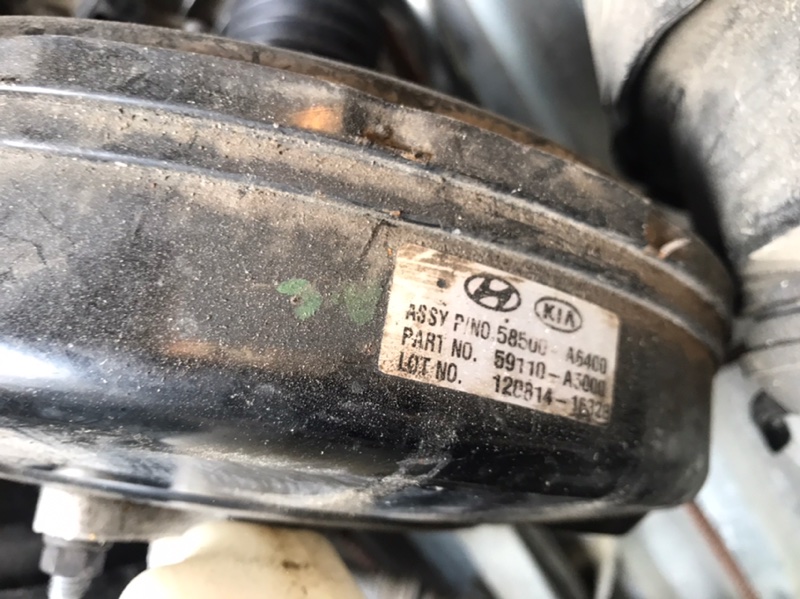 KIA
ASSY P/NO. 58500-A6400
PART NO. 59110-A3000
LOT NO.